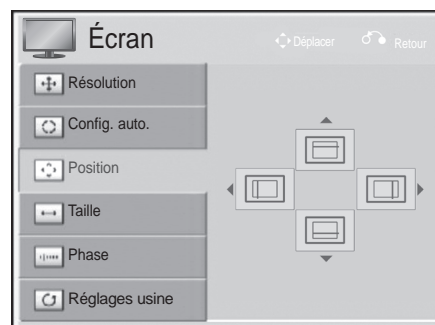 Écran
Déplacer
Retour
Résolution
Config. auto.
Position
Taille
Phase
Réglages usine